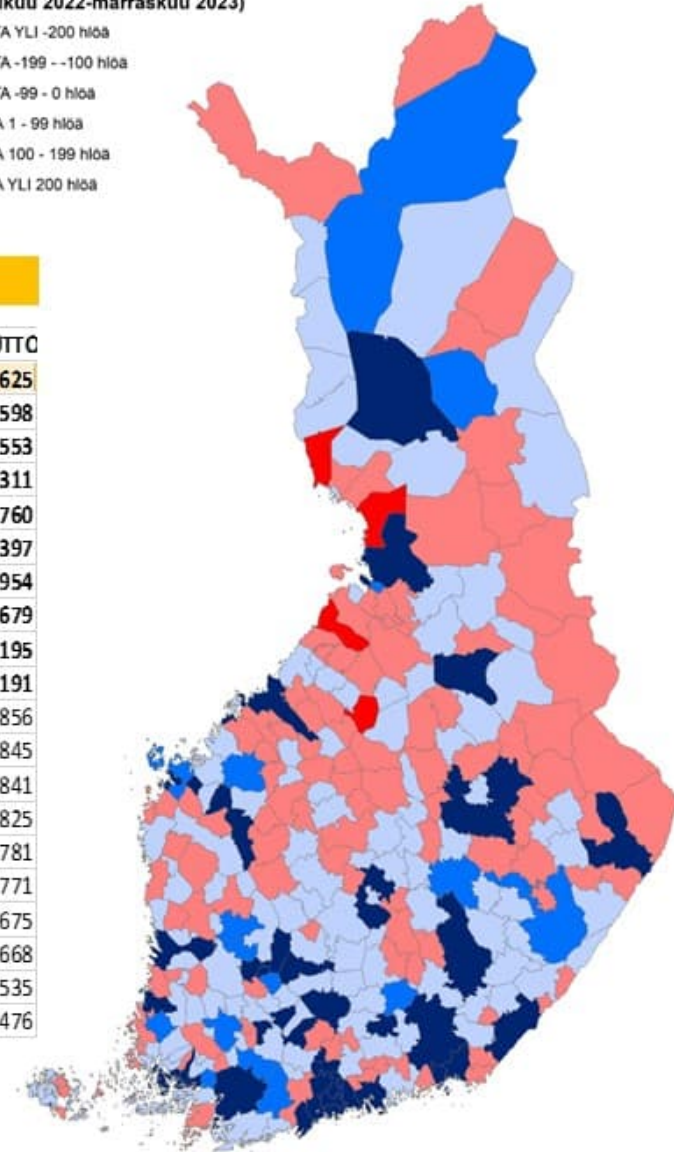 ikuu 2022-marraskuu 2023)
A YLI -200 hlöä
A -199 - -100 hlöä
A -99 - 0 hlöä
A 1 - 99 hlöä
A 100 - 199 hlöä
A YLI 200 hlöä
UTTO
625
598
553
311
760
397
954
679
195
191
856
845
841
825
781
771
675
668
535
476